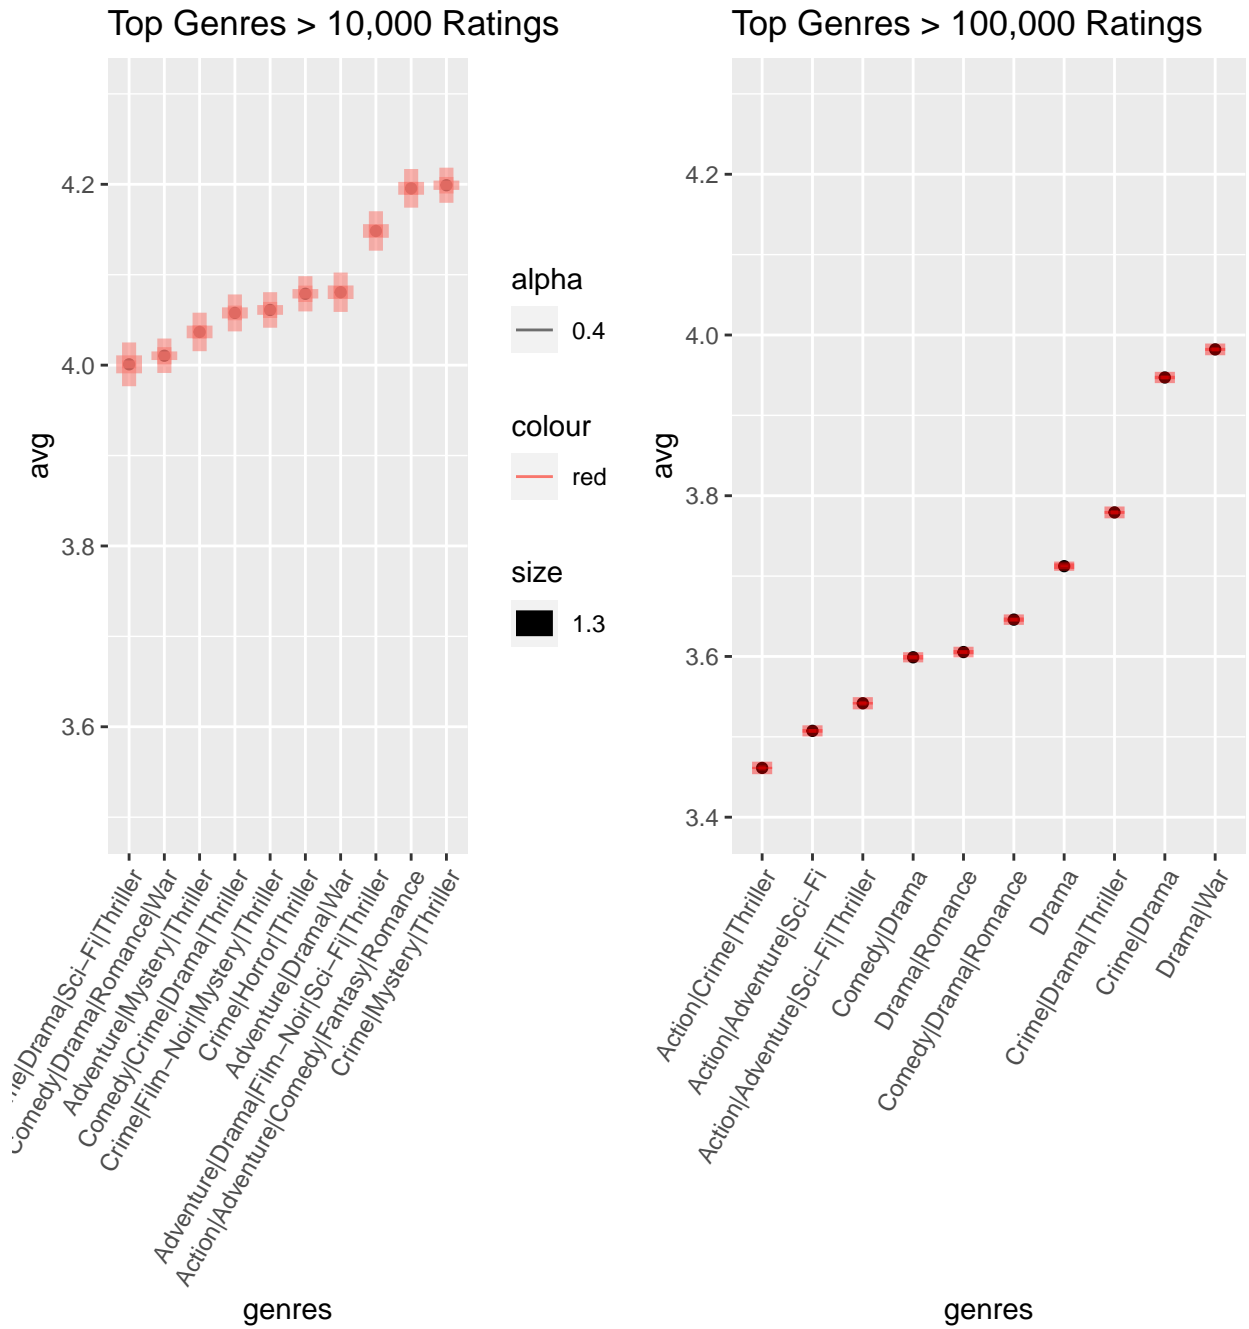 Top Genres > 10,000 Ratings
4.2
4.0
3.8
3.6
avg
me|Drama|Sci−Fi|Thriller
Comedy|Drama|Romance|War
Adventure|Mystery|Thriller
Comedy|Crime|Drama|Thriller
Crime|Film−Noir|Mystery|Thriller
Crime|Horror|Thriller
Adventure|Drama|War
Adventure|Drama|Film−Noir|Sci−Fi|Thriller
Action|Adventure|Comedy|Fantasy|Romance
Crime|Mystery|Thriller
genres
alpha
0.4
colour
red
size
1.3
Top Genres > 100,000 Ratings
4.2
4.0
3.8
3.6
3.4
avg
Action|Crime|Thriller
Action|Adventure|Sci−Fi
Action|Adventure|Sci−Fi|Thriller
Comedy|Drama
Drama|Romance
Comedy|Drama|Romance
Drama
Crime|Drama|Thriller
Crime|Drama
Drama|War
genres